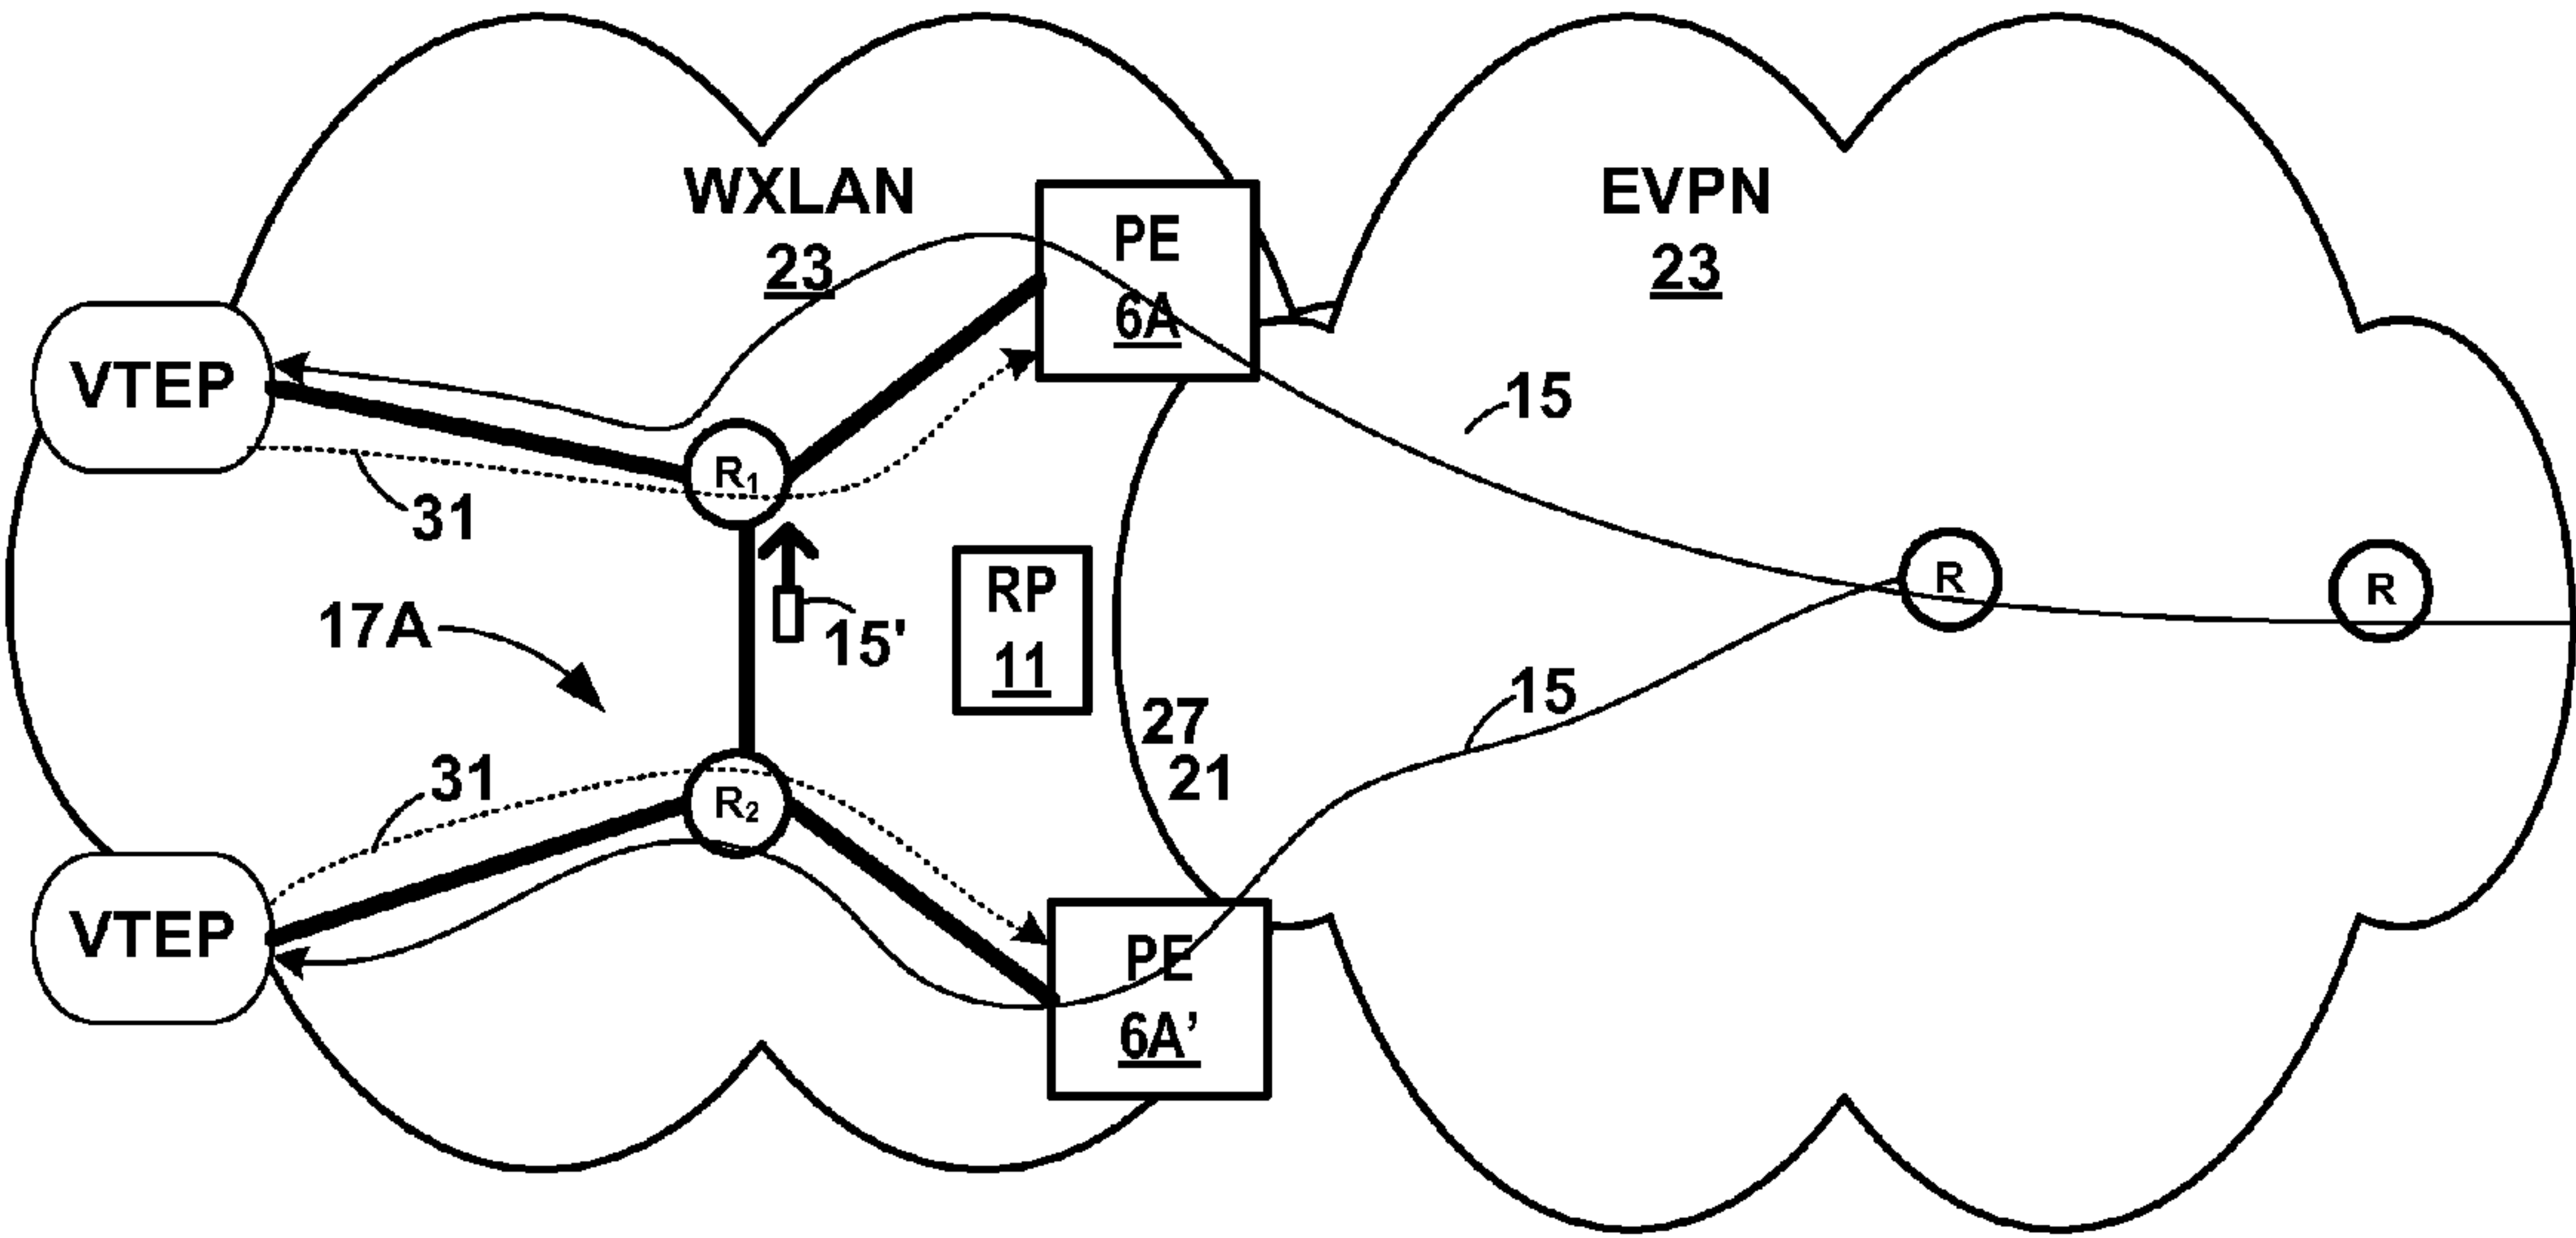 WXLAN
23
EVPN
23
PE
6A
VTEP
15
R1
31
R
R
RP
11
17A
15'
15
27
21
31
R2
VTEP
PE
6A’